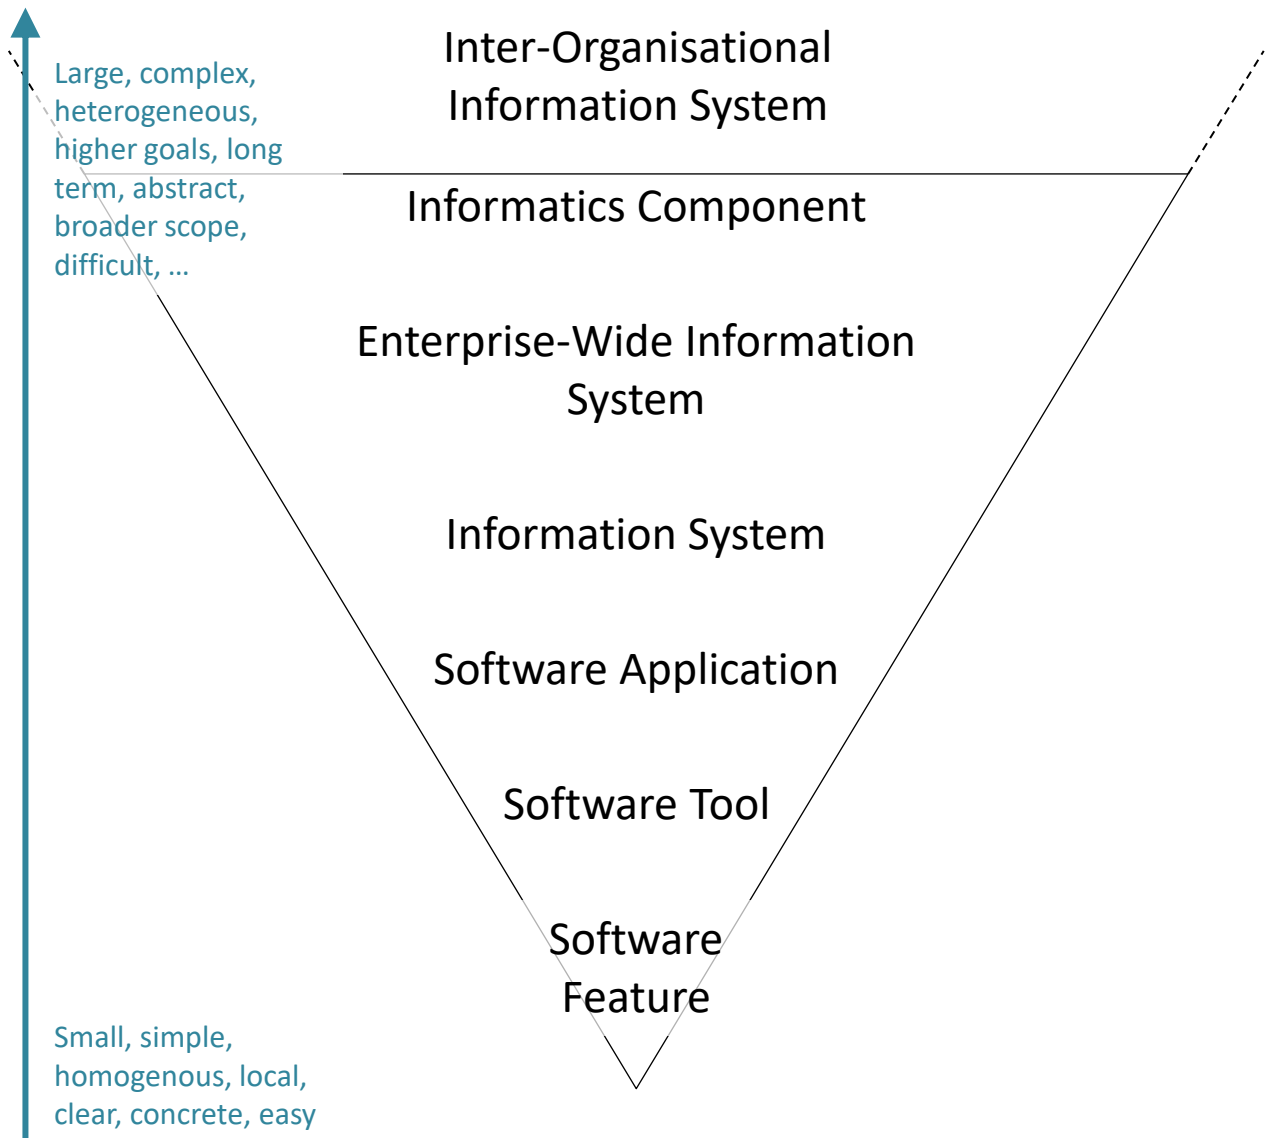 Inter-Organisational
Information System
Large, complex,
heterogeneous,
higher goals, long
term, abstract,
broader scope,
difficult, ...
Informatics Component
Enterprise-Wide Information
System
Information System
Software Application
Software Tool
Software
Feature
Small, simple,
homogenous, local,
clear, concrete, easy